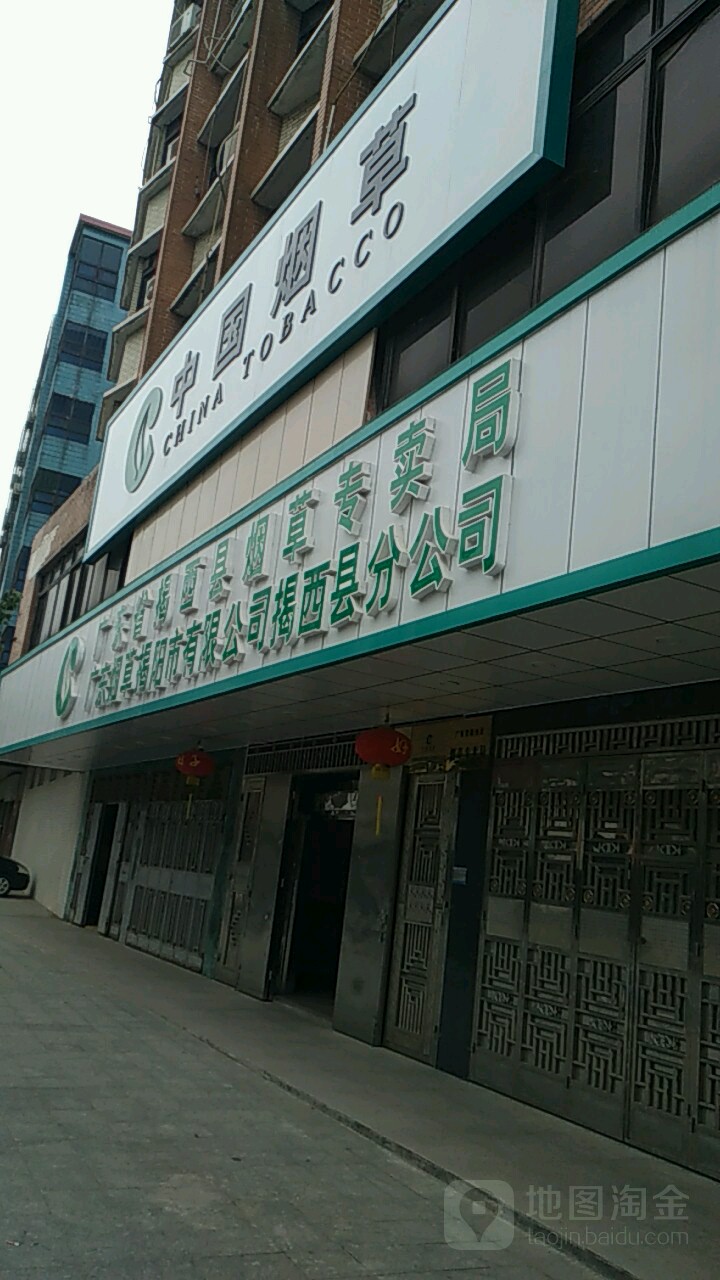 中国烟草
CHINA TOBACCO
广东省揭西县烟草专卖局
广东烟草揭阳市有限公司揭西县分公司
地图淘金
taojin.baidu.com